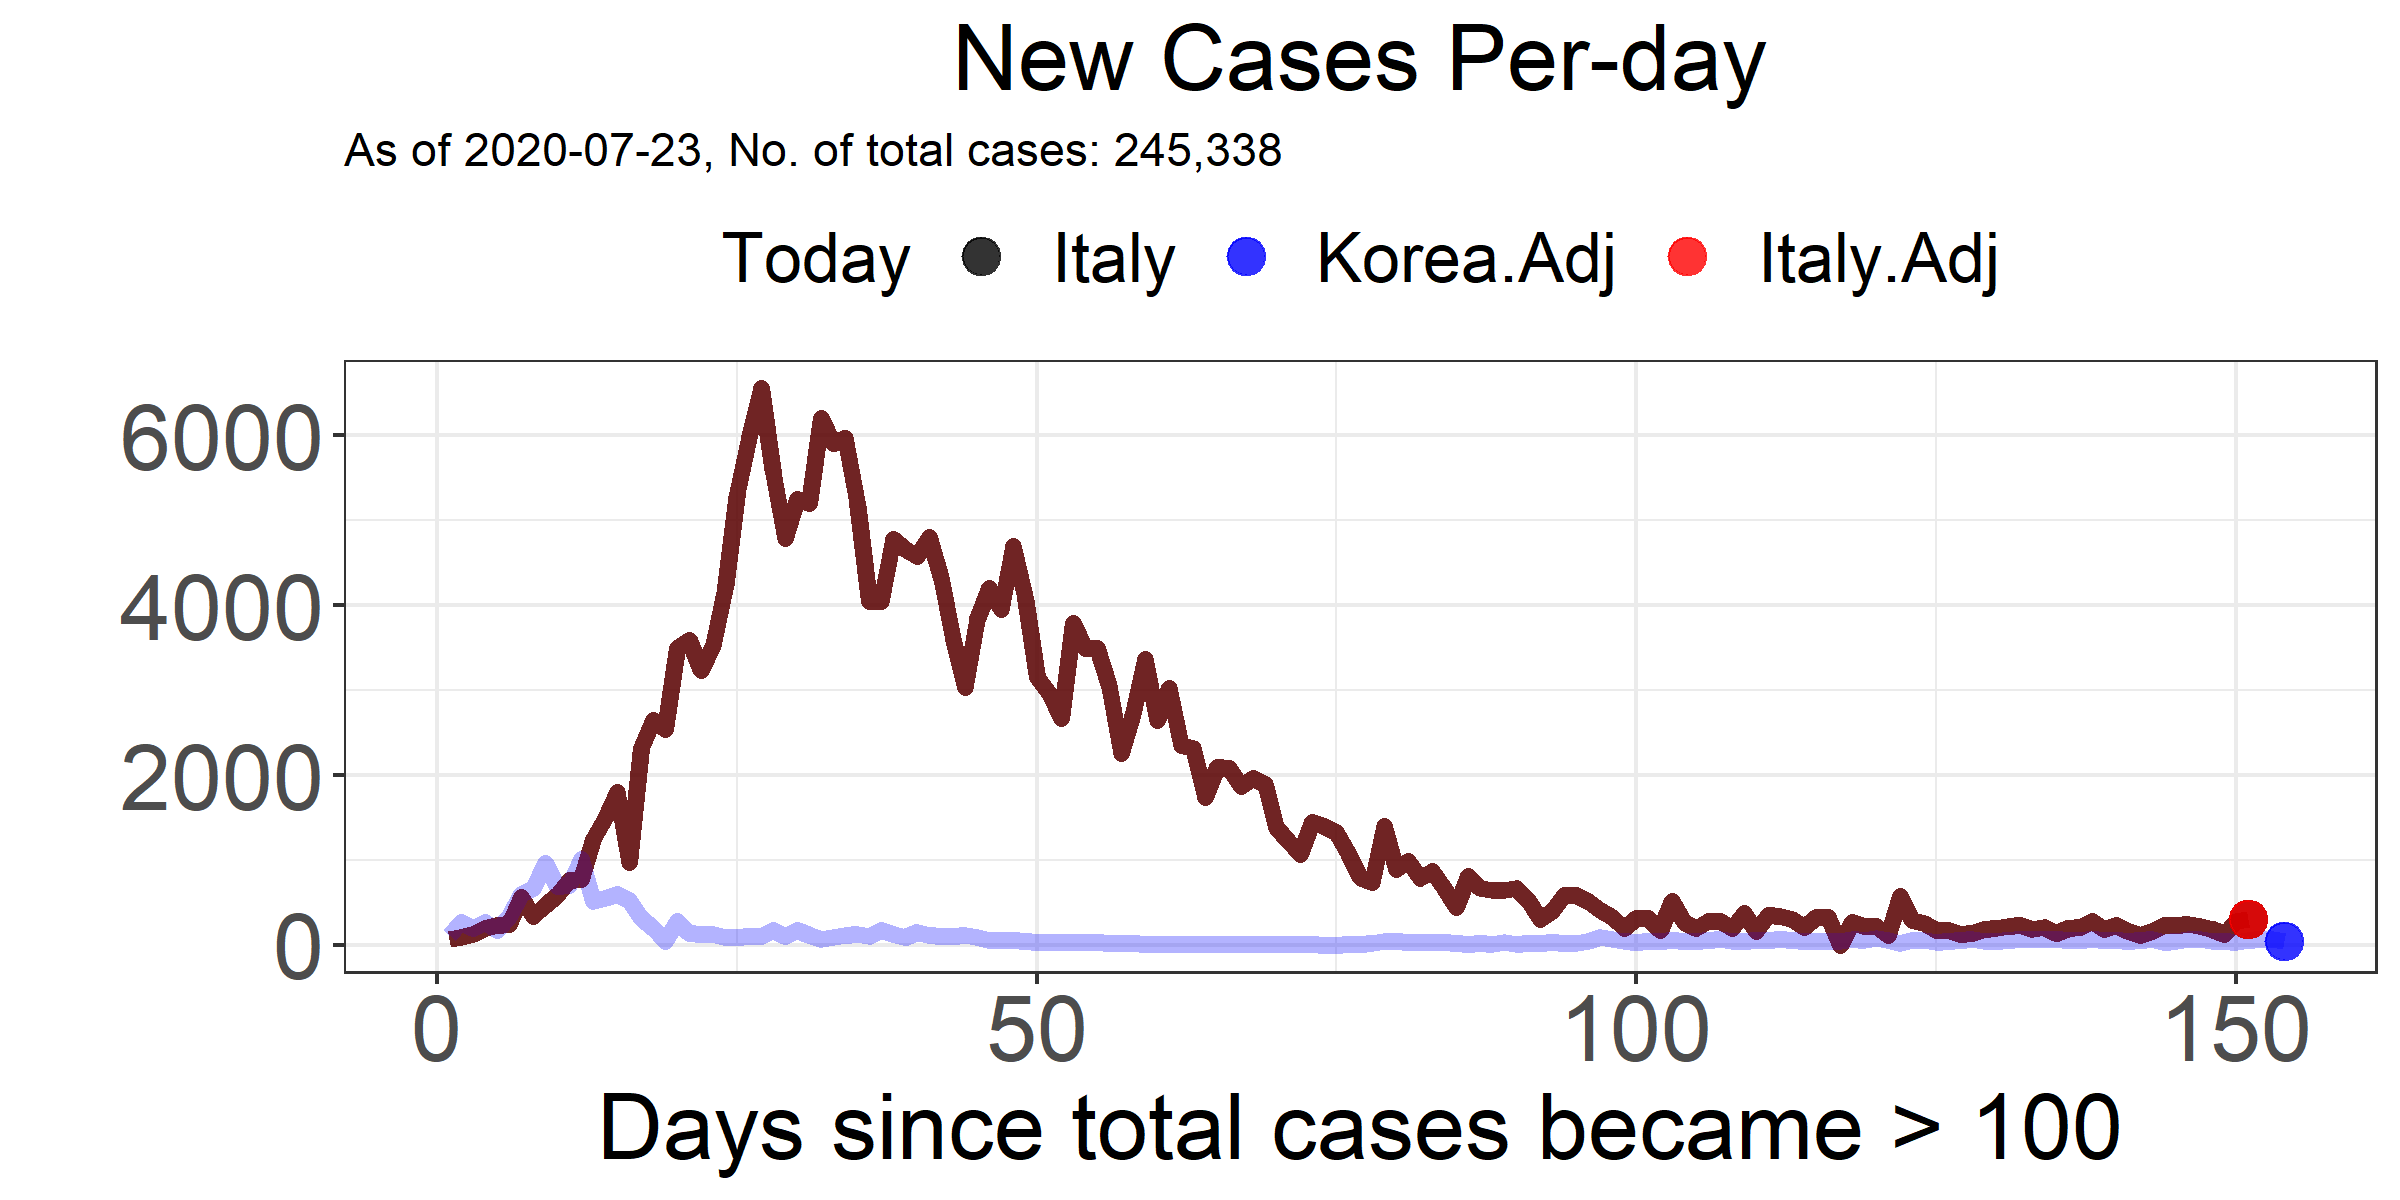 New Cases Per-day
As of 2020-07-23, No. of total cases: 245,338
Today Italy Korea.Adj Italy.Adj
6000
4000
2000
0
0 50 100 150
Days since total cases became > 100